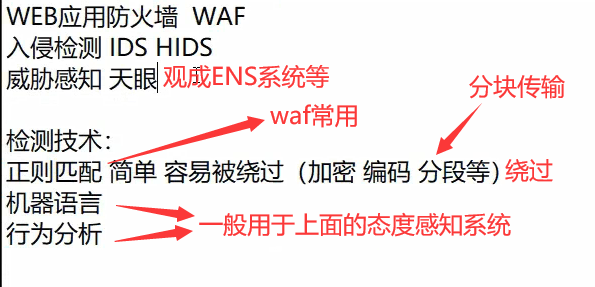 WEB应用防火墙 WAF
入侵检测 IDS HIDS
威胁感知 天眼 观成ENS系统等
分块传输
waf常用
检测技术：
正则匹配 简单 容易被绕过（加密 编码 分段等）绕过
机器语言
行为分析
一般用于上面的态度感知系统